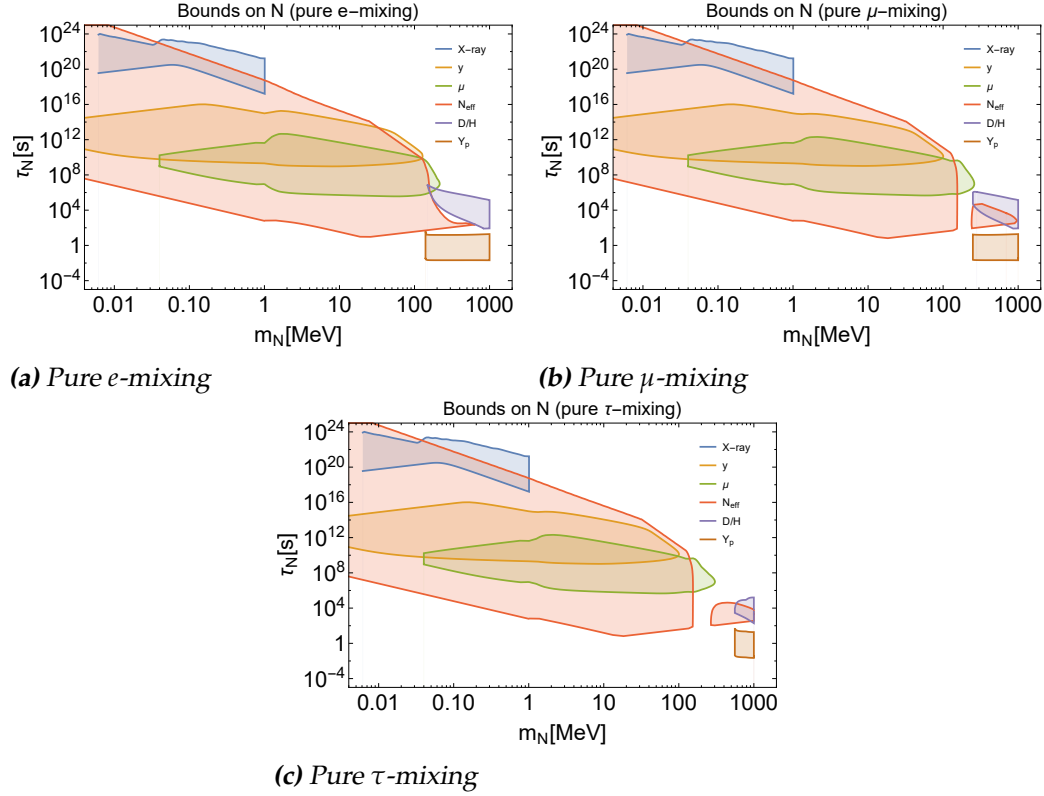 Bounds on N (pure e−mixing)
10^24
10^20
10^16
10^12
10^8
10^4
1
10^-4
τ_N[s]
X−ray
y
μ
N_eff
D/H
Y_p
0.01 0.10 1 10 100 1000
m_N[MeV]
(a) Pure e-mixing
Bounds on N (pure μ−mixing)
10^24
10^20
10^16
10^12
10^8
10^4
1
10^-4
τ_N[s]
X−ray
y
μ
N_eff
D/H
Y_p
0.01 0.10 1 10 100 1000
m_N[MeV]
(b) Pure μ-mixing
Bounds on N (pure τ−mixing)
10^24
10^20
10^16
10^12
10^8
10^4
1
10^-4
τ_N[s]
X−ray
y
μ
N_eff
D/H
Y_p
0.01 0.10 1 10 100 1000
m_N[MeV]
(c) Pure τ-mixing